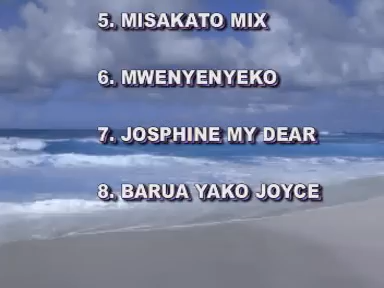 5. MISAKATO MIX
6. MWENYENYEKO
7. JOSPHINE MY DEAR
8. BARUA YAKO JOYCE